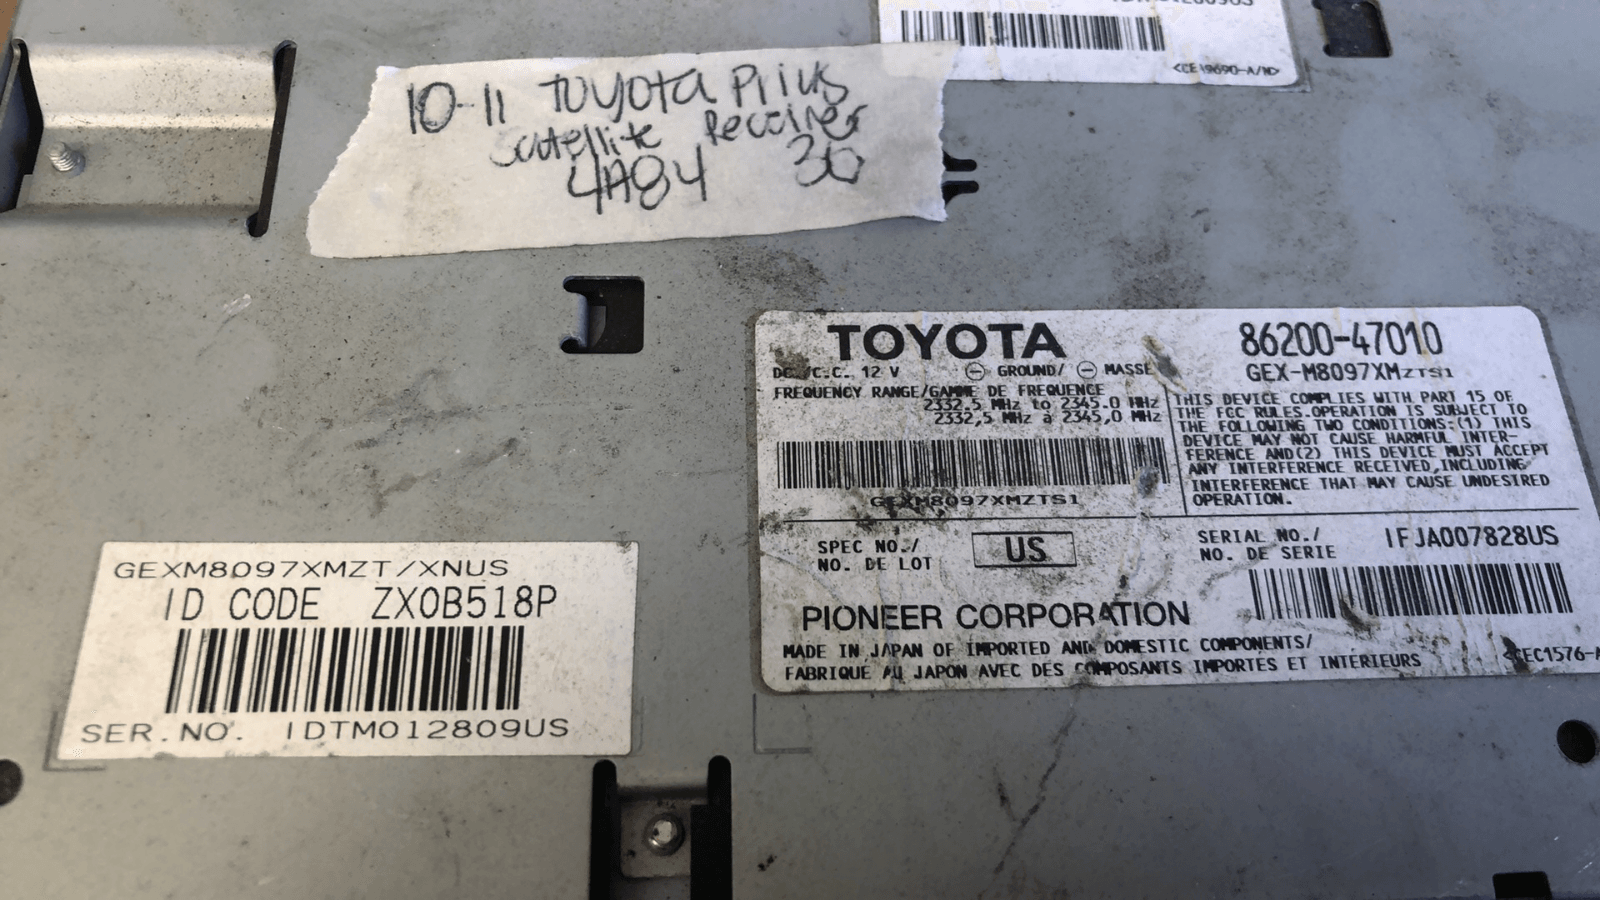 <CE19690-A/N>
10-11 TOYOTA Prius
Satellite Receiver
4A84 30
TOYOTA
86200-47010
GEX-M8097XMZTS1
DC./C.C. 12 V ⊖ GROUND/ ⊖ MASSE
FREQUENCY RANGE/GAMME DE FREQUENCE
2332.5 MHz to 2345.0 MHz
2332,5 MHz à 2345,0 MHz
GEXM8097XMZTS1
THIS DEVICE COMPLIES WITH PART 15 OF
THE FCC RULES.OPERATION IS SUBJECT TO
THE FOLLOWING TWO CONDITIONS:(1) THIS
DEVICE MAY NOT CAUSE HARMFUL INTER-
FERENCE AND(2) THIS DEVICE MUST ACCEPT
ANY INTERFERENCE RECEIVED,INCLUDING
INTERFERENCE THAT MAY CAUSE UNDESIRED
OPERATION.
SPEC NO./
NO. DE LOT
US
SERIAL NO./
NO. DE SERIE
IFJA007828US
PIONEER CORPORATION
MADE IN JAPAN OF IMPORTED AND DOMESTIC COMPONENTS/
FABRIQUE AU JAPON AVEC DES COMPOSANTS IMPORTES ET INTERIEURS
<CEC1576-A
GEXM8097XMZT/XNUS
ID CODE ZX0B518P
SER.NO. IDTM012809US